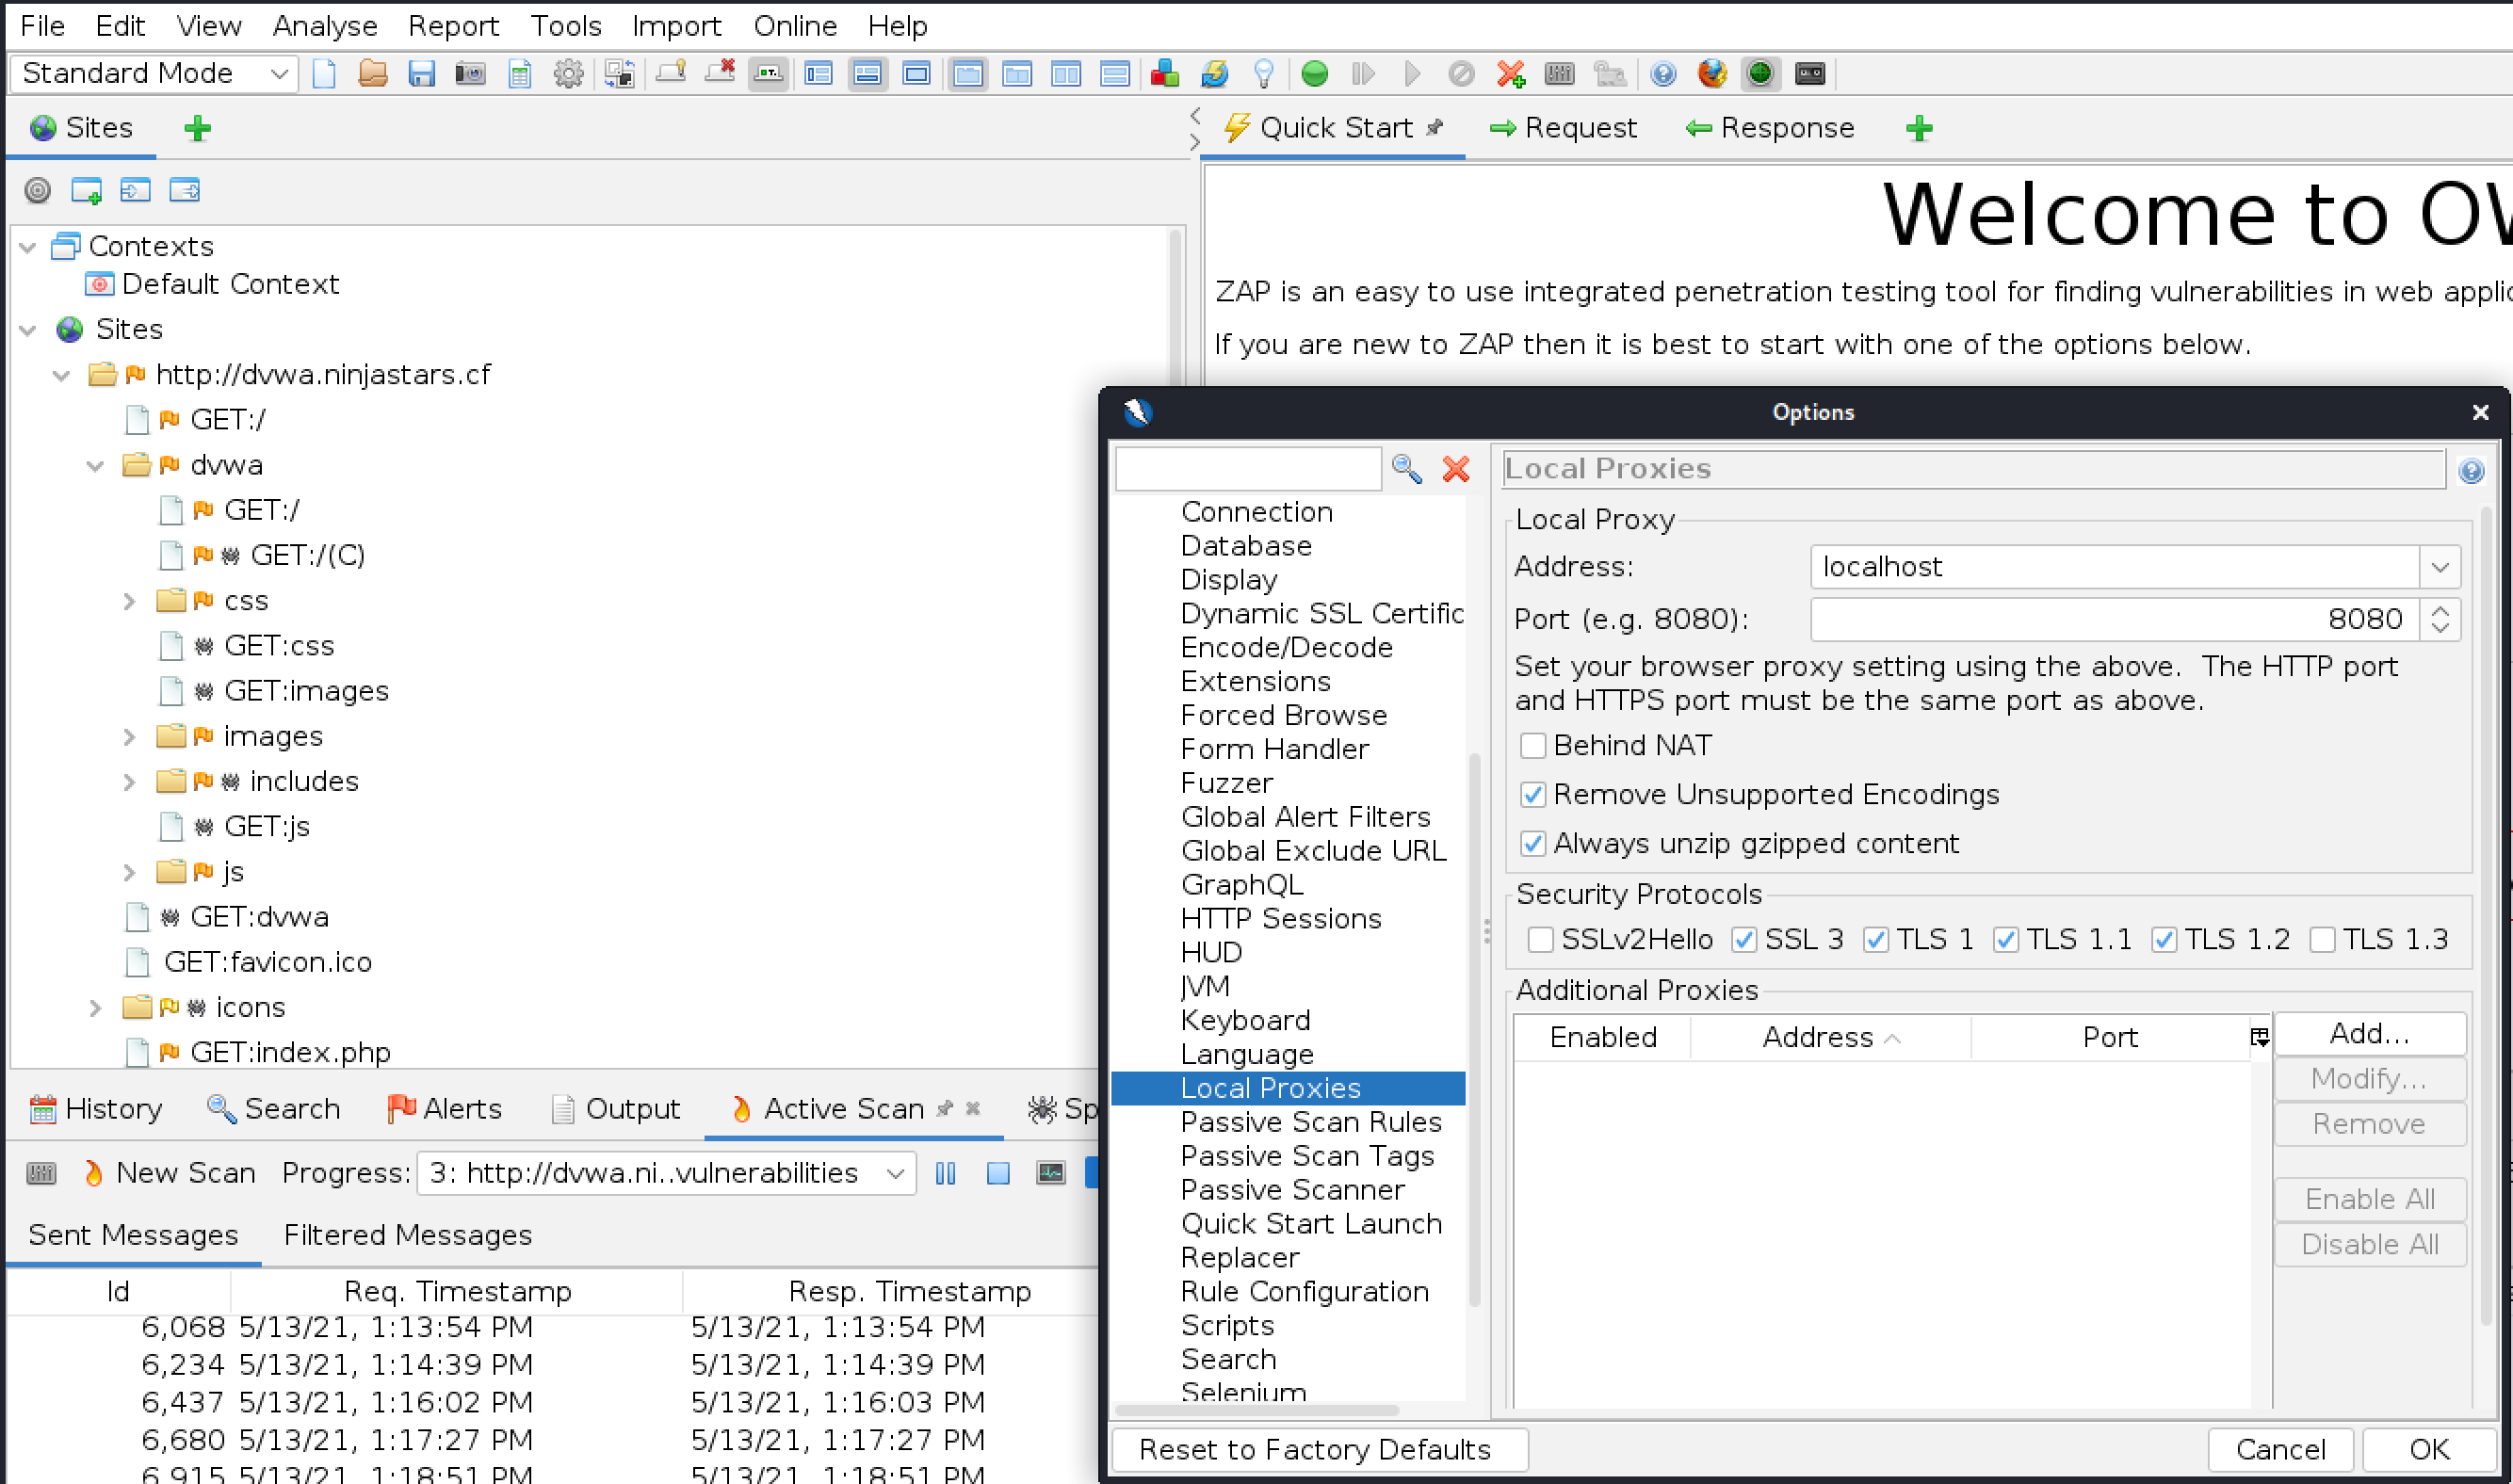 File Edit View Analyse Report Tools Import Online Help
Standard Mode
Sites
Quick Start Request Response
Contexts
Default Context
Sites
http://dvwa.ninjastars.cf
GET:/
dvwa
GET:/
GET:/(C)
css
GET:css
GET:images
images
includes
GET:js
js
GET:dvwa
GET:favicon.ico
icons
GET:index.php
Welcome to OW
ZAP is an easy to use integrated penetration testing tool for finding vulnerabilities in web applic
If you are new to ZAP then it is best to start with one of the options below.
History Search Alerts Output Active Scan Sp
New Scan Progress: 3: http://dvwa.ni..vulnerabilities
Sent Messages Filtered Messages
Id Req. Timestamp Resp. Timestamp
6,068 5/13/21, 1:13:54 PM 5/13/21, 1:13:54 PM
6,234 5/13/21, 1:14:39 PM 5/13/21, 1:14:39 PM
6,437 5/13/21, 1:16:02 PM 5/13/21, 1:16:03 PM
6,680 5/13/21, 1:17:27 PM 5/13/21, 1:17:27 PM
6,915 5/13/21, 1:18:51 PM 5/13/21, 1:18:51 PM
Options
Connection
Database
Display
Dynamic SSL Certific
Encode/Decode
Extensions
Forced Browse
Form Handler
Fuzzer
Global Alert Filters
Global Exclude URL
GraphQL
HTTP Sessions
HUD
JVM
Keyboard
Language
Local Proxies
Passive Scan Rules
Passive Scan Tags
Passive Scanner
Quick Start Launch
Replacer
Rule Configuration
Scripts
Search
Selenium
Local Proxies
Local Proxy
Address: localhost
Port (e.g. 8080): 8080
Set your browser proxy setting using the above. The HTTP port
and HTTPS port must be the same port as above.
Behind NAT
Remove Unsupported Encodings
Always unzip gzipped content
Security Protocols
SSLv2Hello SSL 3 TLS 1 TLS 1.1 TLS 1.2 TLS 1.3
Additional Proxies
Enabled Address Port
Add...
Modify...
Remove
Enable All
Disable All
Reset to Factory Defaults Cancel OK